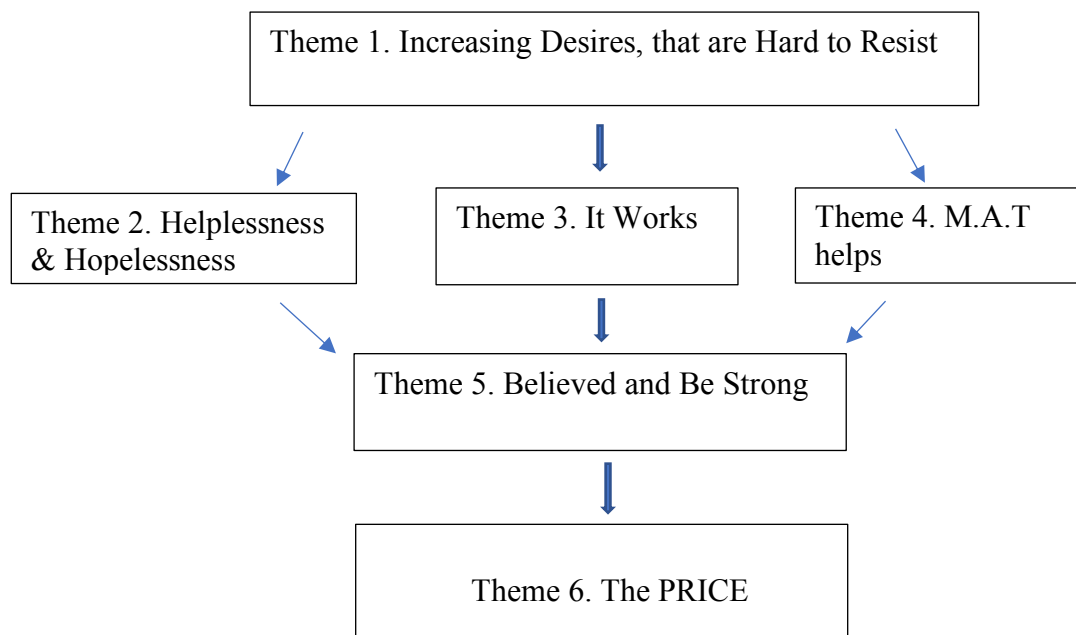 Theme 1. Increasing Desires, that are Hard to Resist
Theme 2. Helplessness
& Hopelessness
Theme 3. It Works
Theme 4. M.A.T
helps
Theme 5. Believed and Be Strong
Theme 6. The PRICE